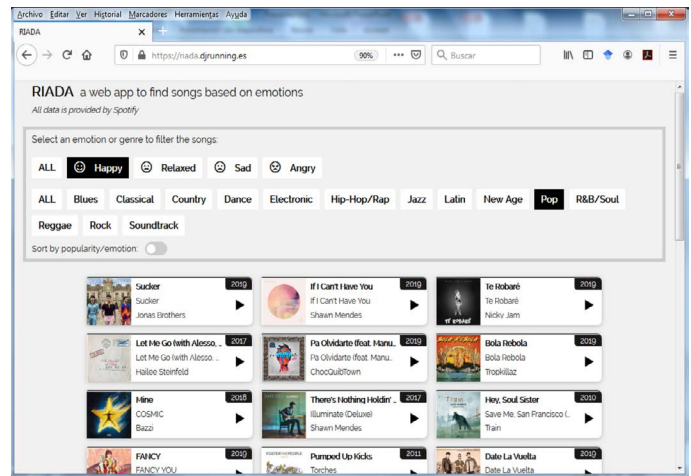 Archivo Editar Ver Historial Marcadores Herramientas Ayuda
RIADA
https://riada.djrunning.es 90% Buscar
RIADA a web app to find songs based on emotions
All data is provided by Spotify
Select an emotion or genre to filter the songs:
ALL Happy Relaxed Sad Angry
ALL Blues Classical Country Dance Electronic Hip-Hop/Rap Jazz Latin New Age Pop R&B/Soul
Reggae Rock Soundtrack
Sort by popularity/emotion:
Sucker 2019
Sucker
Jonas Brothers
If I Can't Have You 2019
If I Can't Have You
Shawn Mendes
Te Robaré 2019
Te Robaré
Nicky Jam
TE ROBARÉ
Let Me Go (with Alesso, .. 2017
Let Me Go (with Alesso, ...
Hailee Steinfeld
Pa Olvidarte (feat. Manu.. 2019
Pa Olvidarte (feat. Manu...
ChocQuibTown
Bola Rebola 2019
Bola Rebola
Tropkillaz
Mine 2018
COSMIC
Bazzi
There's Nothing Holdin' .. 2017
Illuminate (Deluxe)
Shawn Mendes
Hey, Soul Sister 2010
Save Me, San Francisco (..
Train
Train
FANCY 2019
FANCY YOU
Pumped Up Kicks 2011
Torches
Date La Vuelta 2019
Date La Vuelta